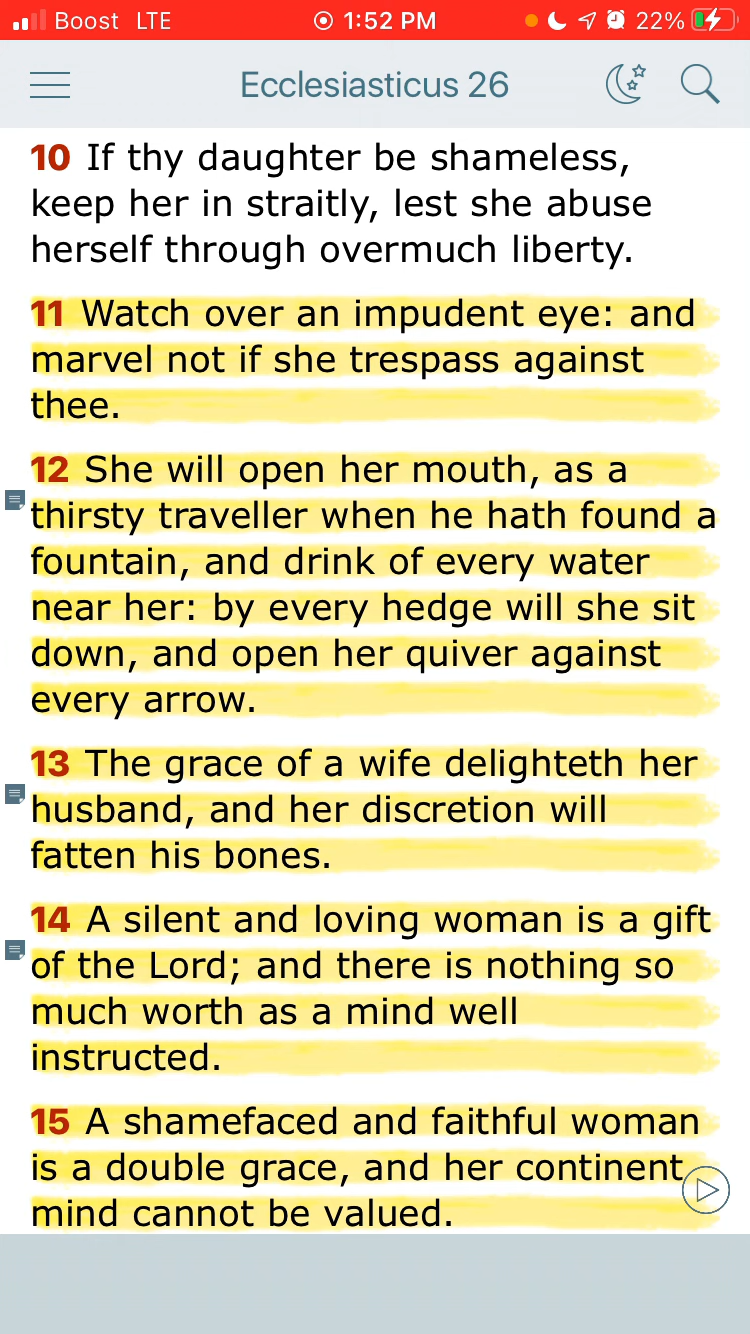 Boost LTE 1:52 PM 22%
Ecclesiasticus 26
10 If thy daughter be shameless,
keep her in straitly, lest she abuse
herself through overmuch liberty.
11 Watch over an impudent eye: and
marvel not if she trespass against
thee.
12 She will open her mouth, as a
thirsty traveller when he hath found a
fountain, and drink of every water
near her: by every hedge will she sit
down, and open her quiver against
every arrow.
13 The grace of a wife delighteth her
husband, and her discretion will
fatten his bones.
14 A silent and loving woman is a gift
of the Lord; and there is nothing so
much worth as a mind well
instructed.
15 A shamefaced and faithful woman
is a double grace, and her continent
mind cannot be valued.